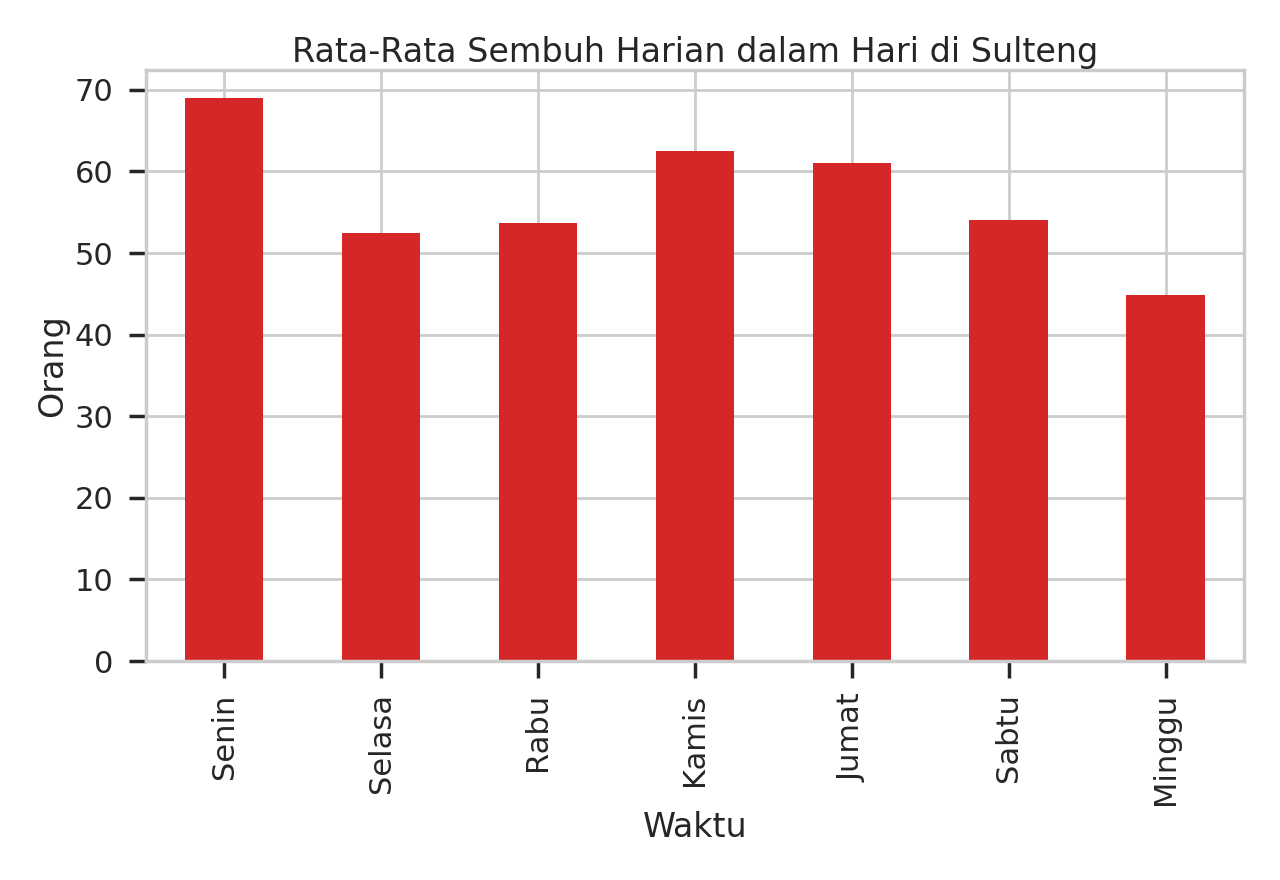 Rata-Rata Sembuh Harian dalam Hari di Sulteng
70
60
50
40
30
20
10
0
Orang
Senin
Selasa
Rabu
Kamis
Jumat
Sabtu
Minggu
Waktu